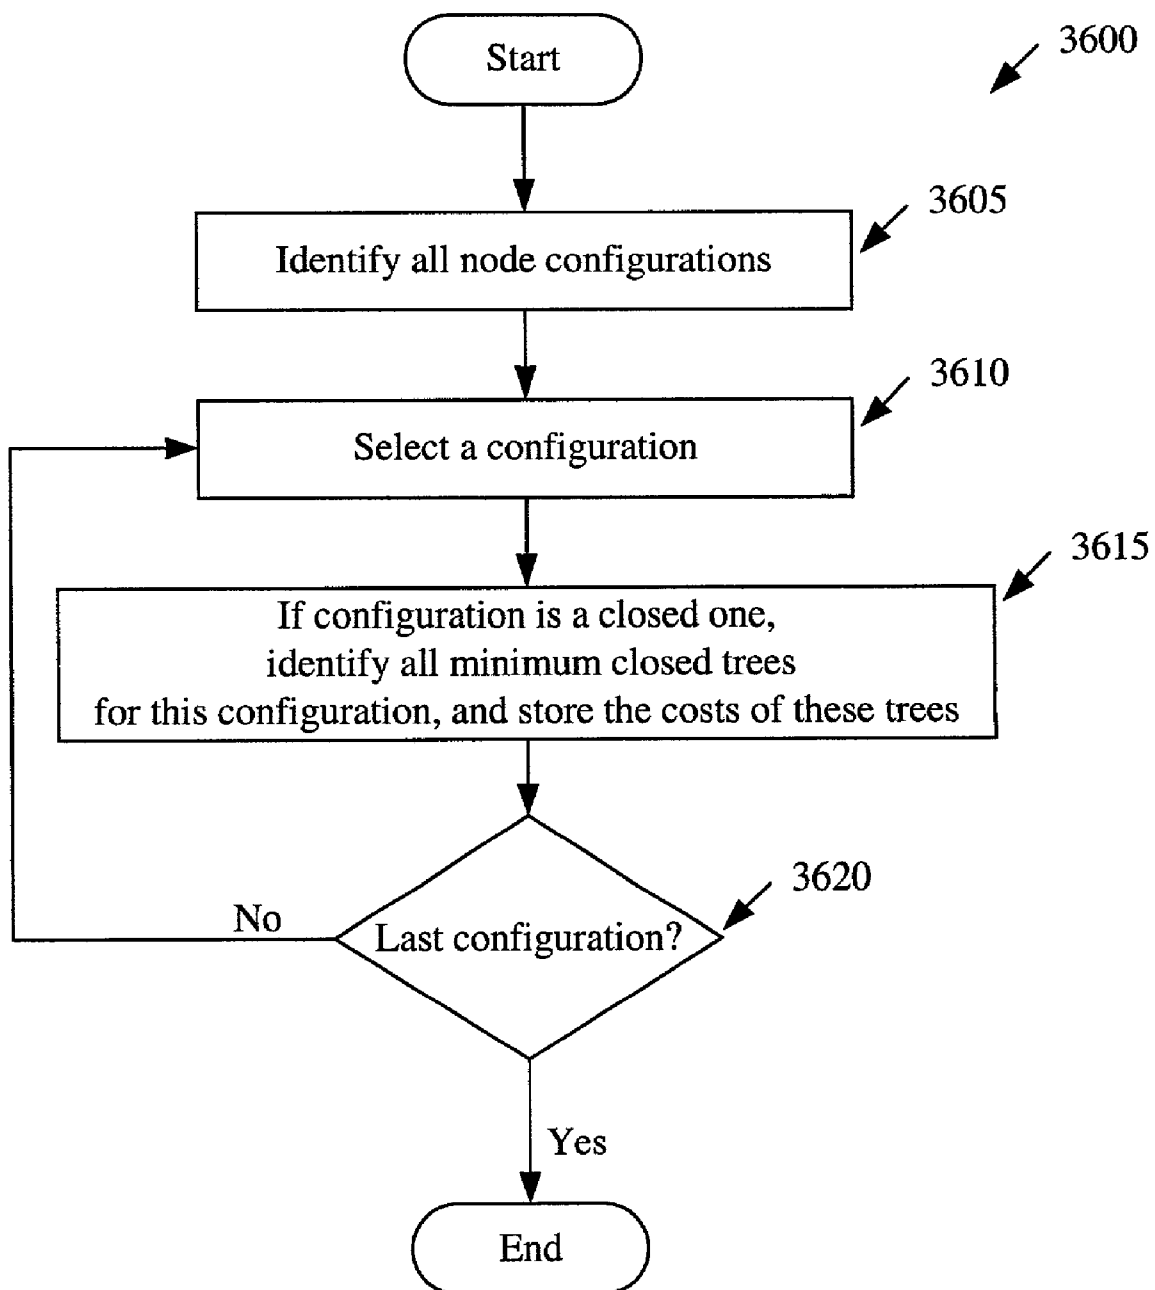 Start
3600
3605
Identify all node configurations
3610
Select a configuration
3615
If configuration is a closed one,
identify all minimum closed trees
for this configuration, and store the costs of these trees
3620
No
Last configuration?
Yes
End